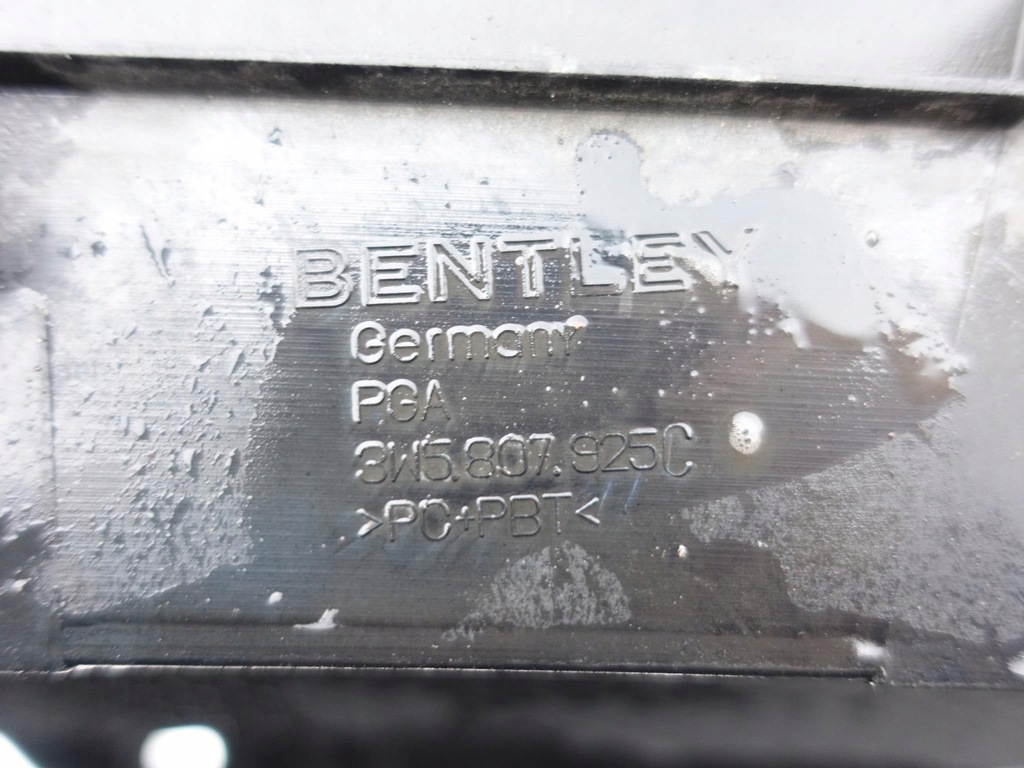 BENTLEY
Germany
PGA
3W5.807.925C
>PC+PBT<